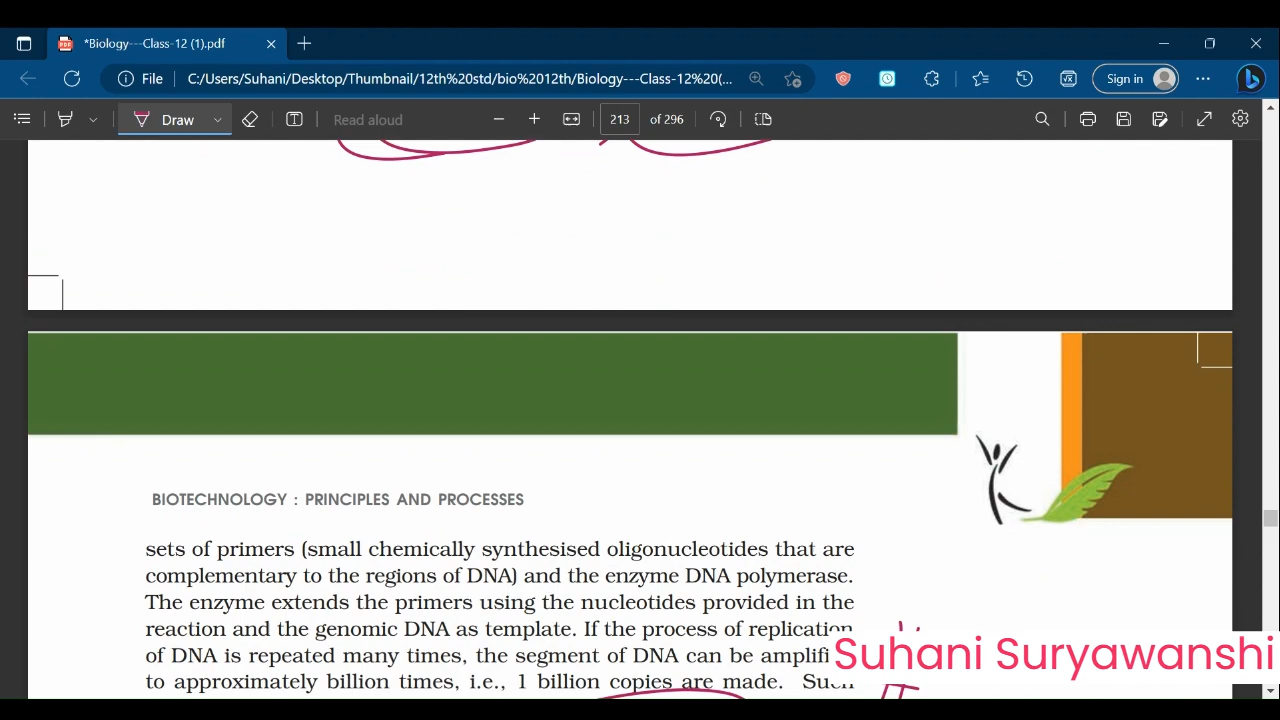 *Biology---Class-12 (1).pdf
File C:/Users/Suhani/Desktop/Thumbnail/12th%20std/bio%2012th/Biology---Class-12%20(... Sign in
Draw Read aloud 213 of 296
BIOTECHNOLOGY : PRINCIPLES AND PROCESSES
sets of primers (small chemically synthesised oligonucleotides that are
complementary to the regions of DNA) and the enzyme DNA polymerase.
The enzyme extends the primers using the nucleotides provided in the
reaction and the genomic DNA as template. If the process of replication
of DNA is repeated many times, the segment of DNA can be amplifi
to approximately billion times, i.e., 1 billion copies are made. Such
Suhani Suryawanshi